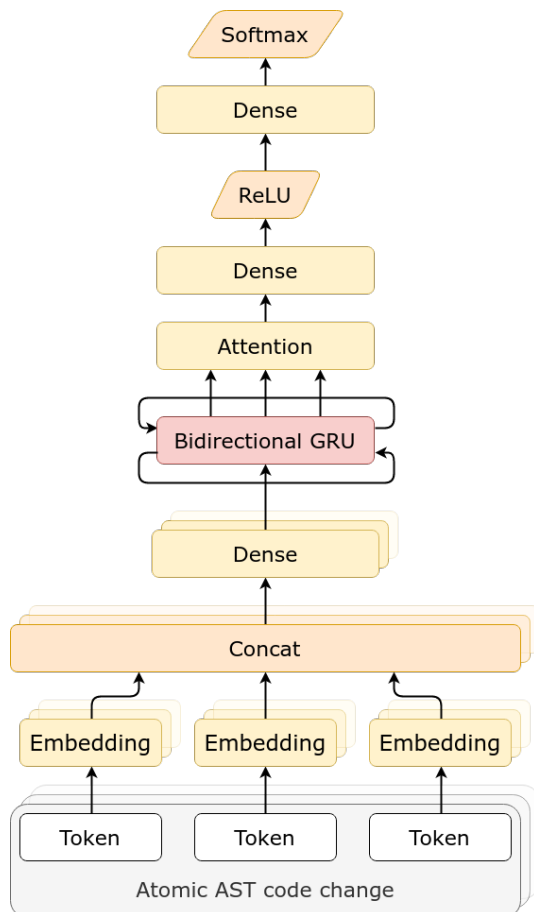 Softmax
Dense
ReLU
Dense
Attention
Bidirectional GRU
Dense
Concat
Embedding Embedding Embedding
Token Token Token
Atomic AST code change